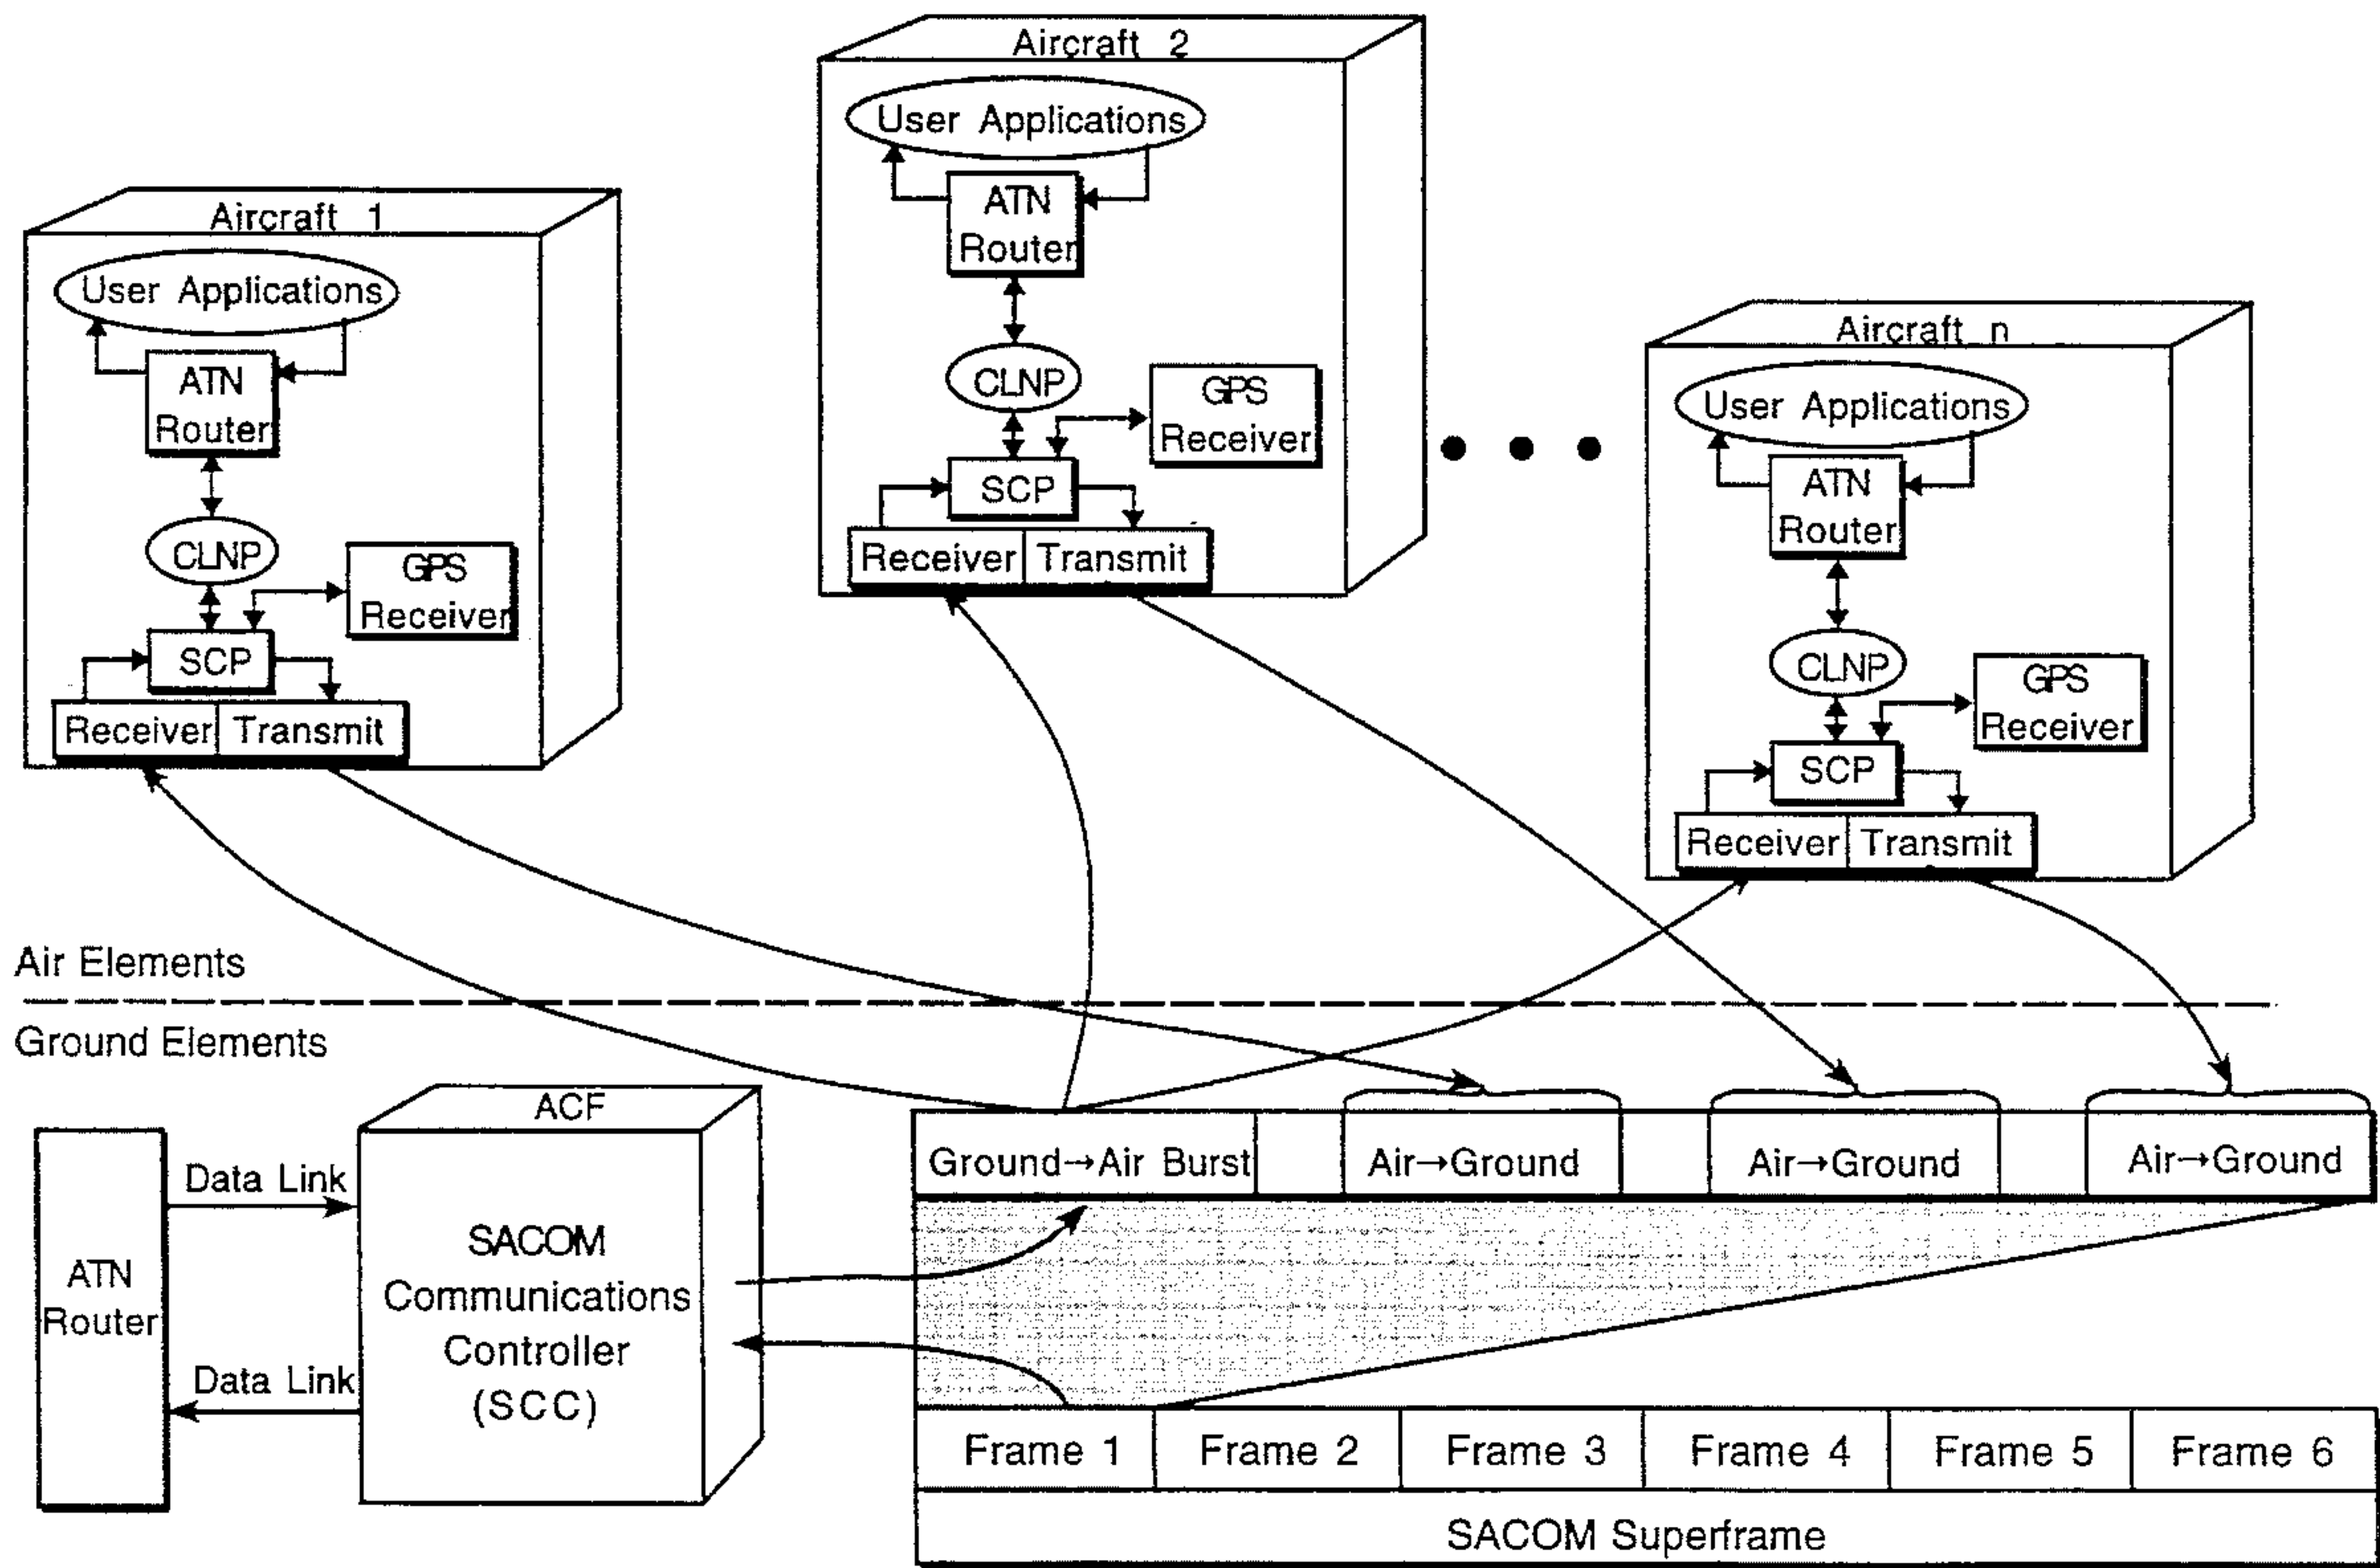 Aircraft 1
User Applications
ATN
Router
CLNP
GPS
Receiver
SCP
Receiver
Transmit
Aircraft 2
User Applications
ATN
Router
CLNP
GPS
Receiver
SCP
Receiver
Transmit
Aircraft n
User Applications
ATN
Router
CLNP
GPS
Receiver
SCP
Receiver
Transmit
Air Elements
Ground Elements
ATN
Router
Data Link
Data Link
ACF
SACOM
Communications
Controller
(SCC)
Ground→Air Burst
Air→Ground
Air→Ground
Air→Ground
Frame 1
Frame 2
Frame 3
Frame 4
Frame 5
Frame 6
SACOM Superframe